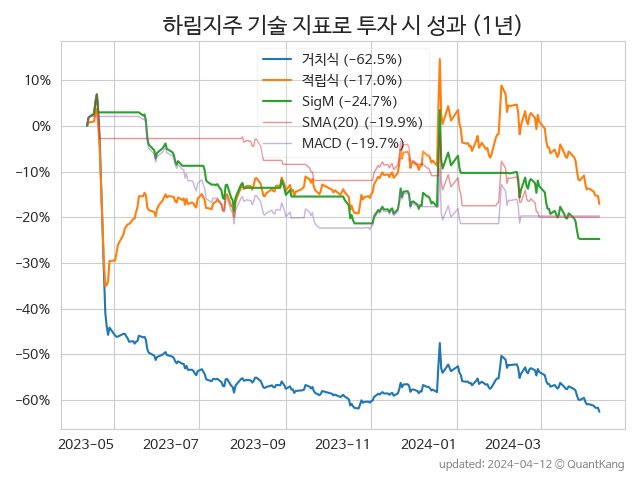 하림지주 기술 지표로 투자 시 성과 (1년)
거치식 (−62.5%)
적립식 (−17.0%)
SigM (−24.7%)
SMA(20) (−19.9%)
MACD (−19.7%)
10%
0%
−10%
−20%
−30%
−40%
−50%
−60%
2023-05 2023-07 2023-09 2023-11 2024-01 2024-03
updated: 2024-04-12 © QuantKang